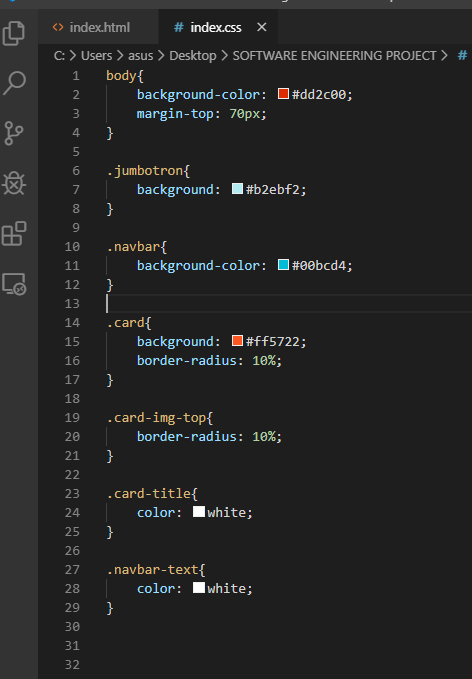 <> index.html # index.css ×
C: > Users > asus > Desktop > SOFTWARE ENGINEERING PROJECT > #
1 body{
2 background-color: #dd2c00;
3 margin-top: 70px;
4 }
5
6 .jumbotron{
7 background: #b2ebf2;
8 }
9
10 .navbar{
11 background-color: #00bcd4;
12 }
13
14 .card{
15 background: #ff5722;
16 border-radius: 10%;
17 }
18
19 .card-img-top{
20 border-radius: 10%;
21 }
22
23 .card-title{
24 color: white;
25 }
26
27 .navbar-text{
28 color: white;
29 }
30
31
32